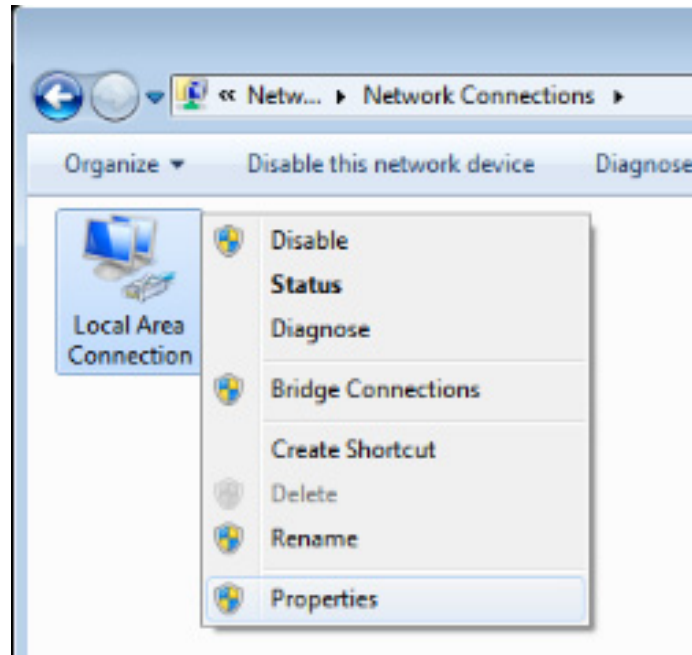 « Netw... ▸ Network Connections ▸
Organize ▾ Disable this network device Diagnose
Local Area
Connection
Disable
Status
Diagnose
Bridge Connections
Create Shortcut
Delete
Rename
Properties